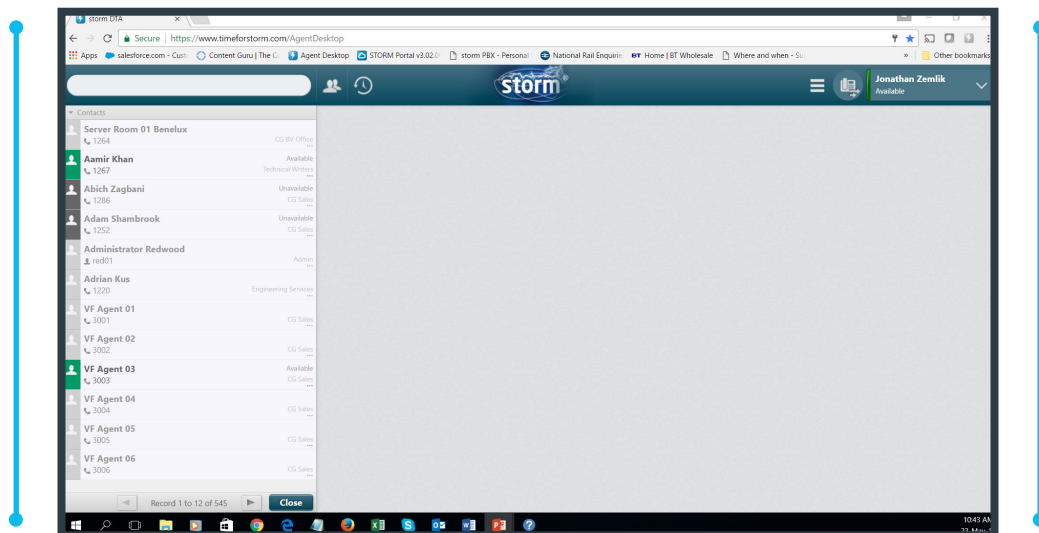 storm DTA
Secure | https://www.timeforstorm.com/AgentDesktop
Apps salesforce.com - Custo Content Guru | The C Agent Desktop STORM Portal v3.02.0 storm PBX - Personal National Rail Enquirie BT Home | BT Wholesale Where and when - Su » Other bookmarks
storm
Jonathan Zemlik
Available
Contacts
Server Room 01 Benelux
1264 CG BV Office
Aamir Khan Available
1267 Technical Writers
Abich Zagbani Unavailable
1286 CG Sales
Adam Shambrook Unavailable
1252 CG Sales
Administrator Redwood
red01 Admin
Adrian Kus
1220 Engineering Services
VF Agent 01
3001 CG Sales
VF Agent 02
3002 CG Sales
VF Agent 03 Available
3003 CG Sales
VF Agent 04
3004 CG Sales
VF Agent 05
3005 CG Sales
VF Agent 06
3006 CG Sales
Record 1 to 12 of 545 Close
10:43 AM